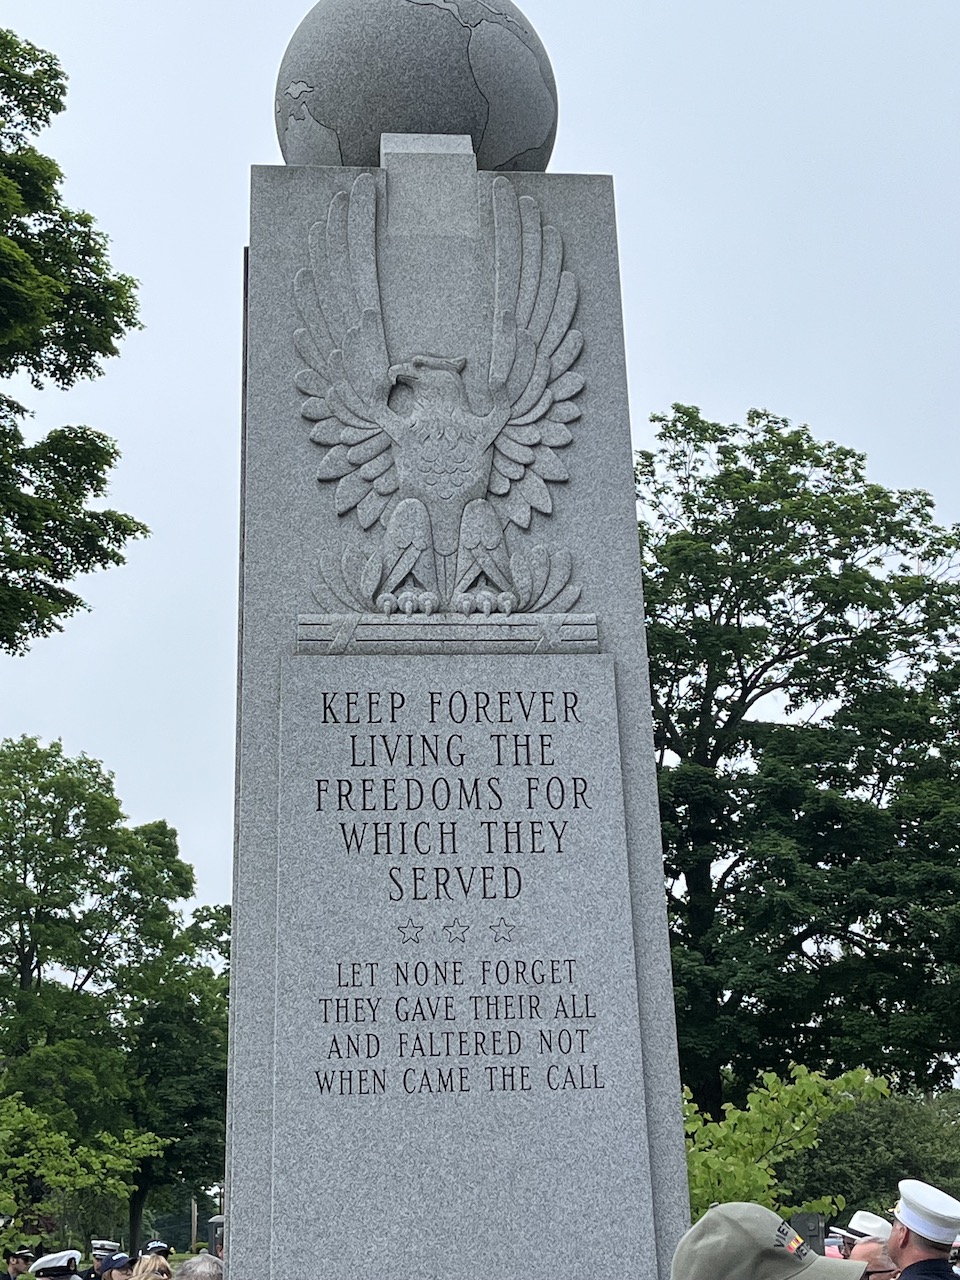 KEEP FOREVER
LIVING THE
FREEDOMS FOR
WHICH THEY
SERVED
LET NONE FORGET
THEY GAVE THEIR ALL
AND FALTERED NOT
WHEN CAME THE CALL